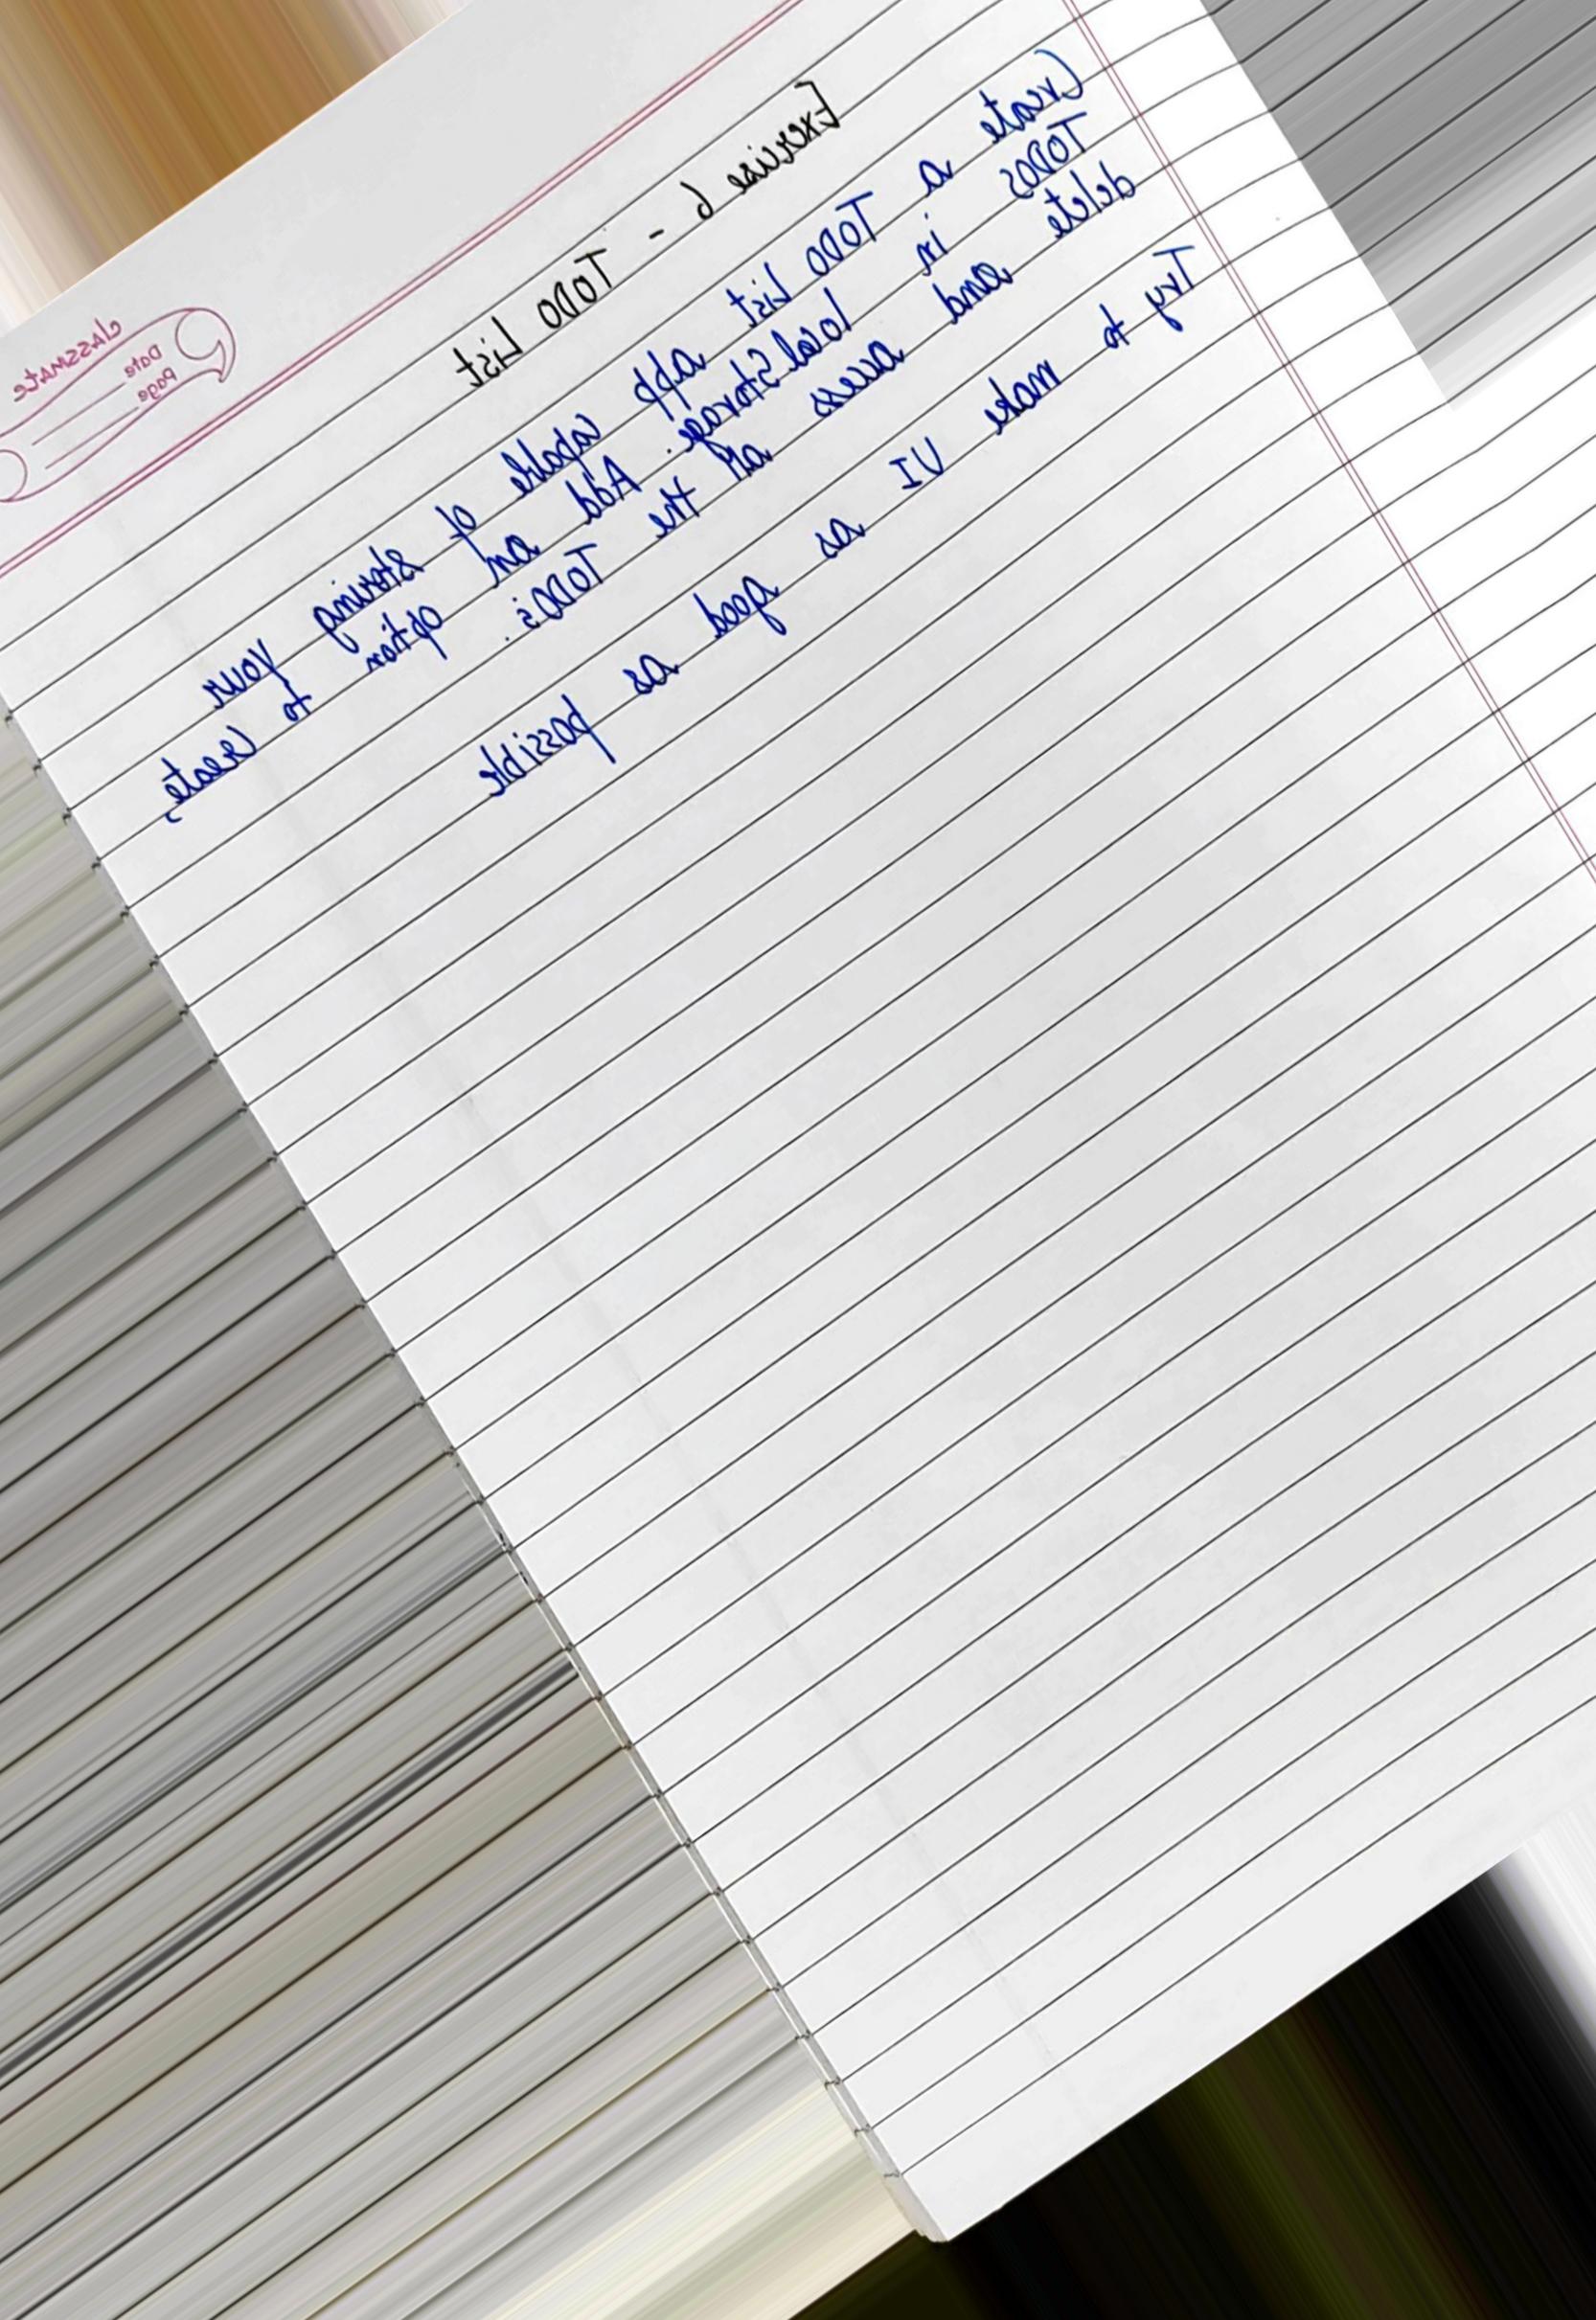 classmate
Date
Page
Exercise 6 - TODO List
Create a TODO List app capable of storing your
TODOS in localStorage. Add an option to create,
delete and access all the TODOs.
Try to make UI as good as possible